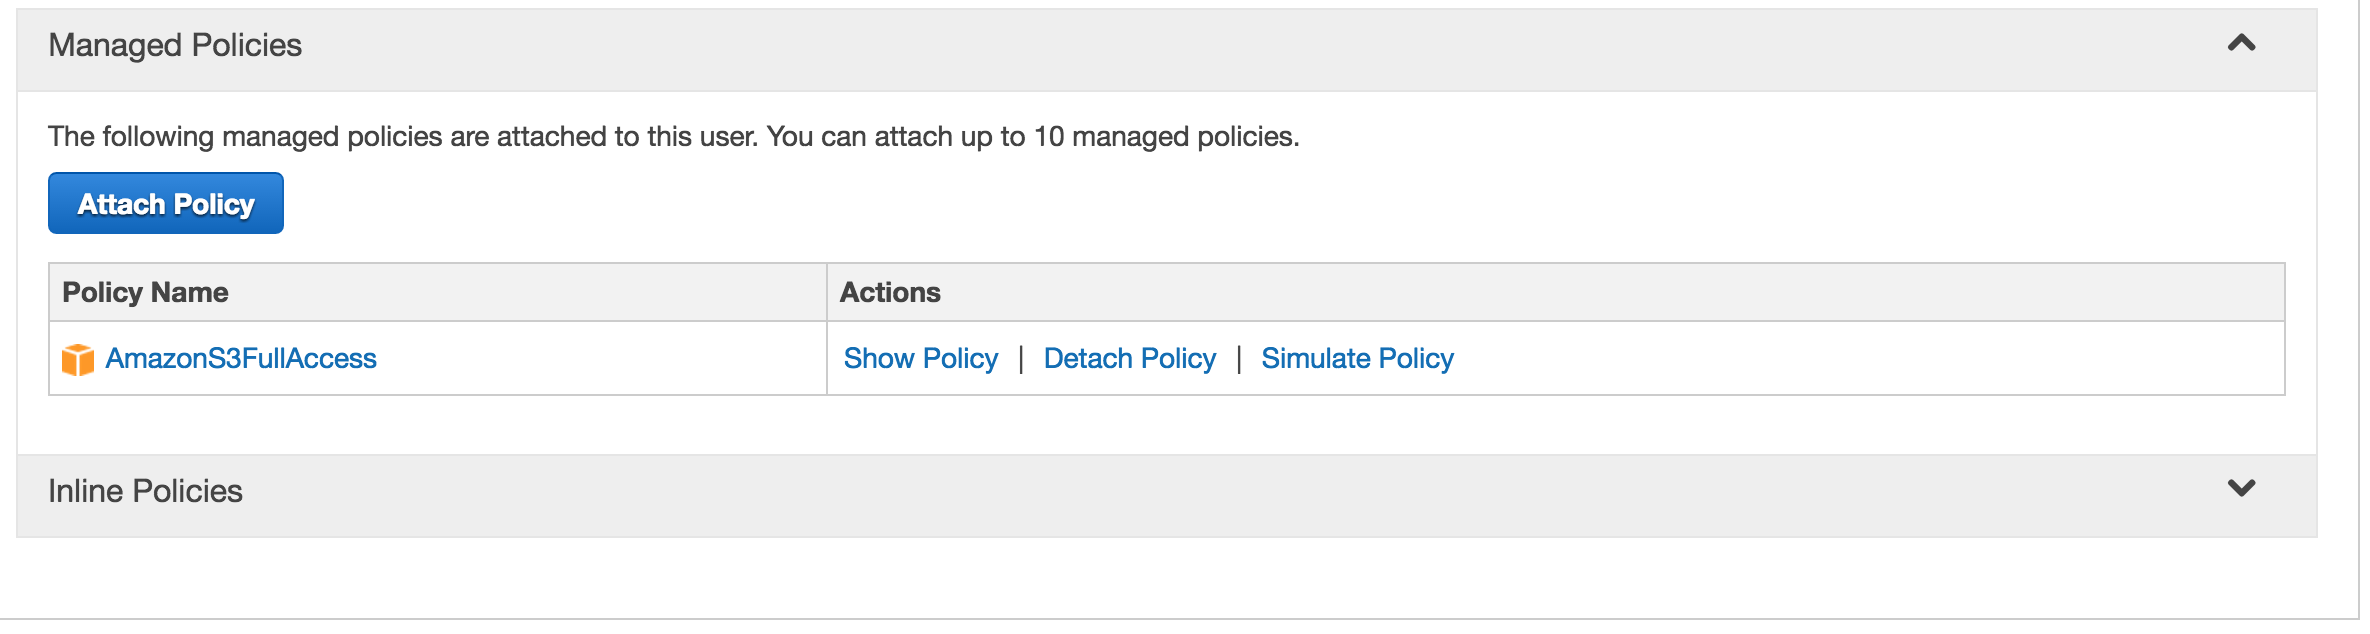 Managed Policies
The following managed policies are attached to this user. You can attach up to 10 managed policies.
Attach Policy
Policy Name Actions
AmazonS3FullAccess Show Policy | Detach Policy | Simulate Policy
Inline Policies